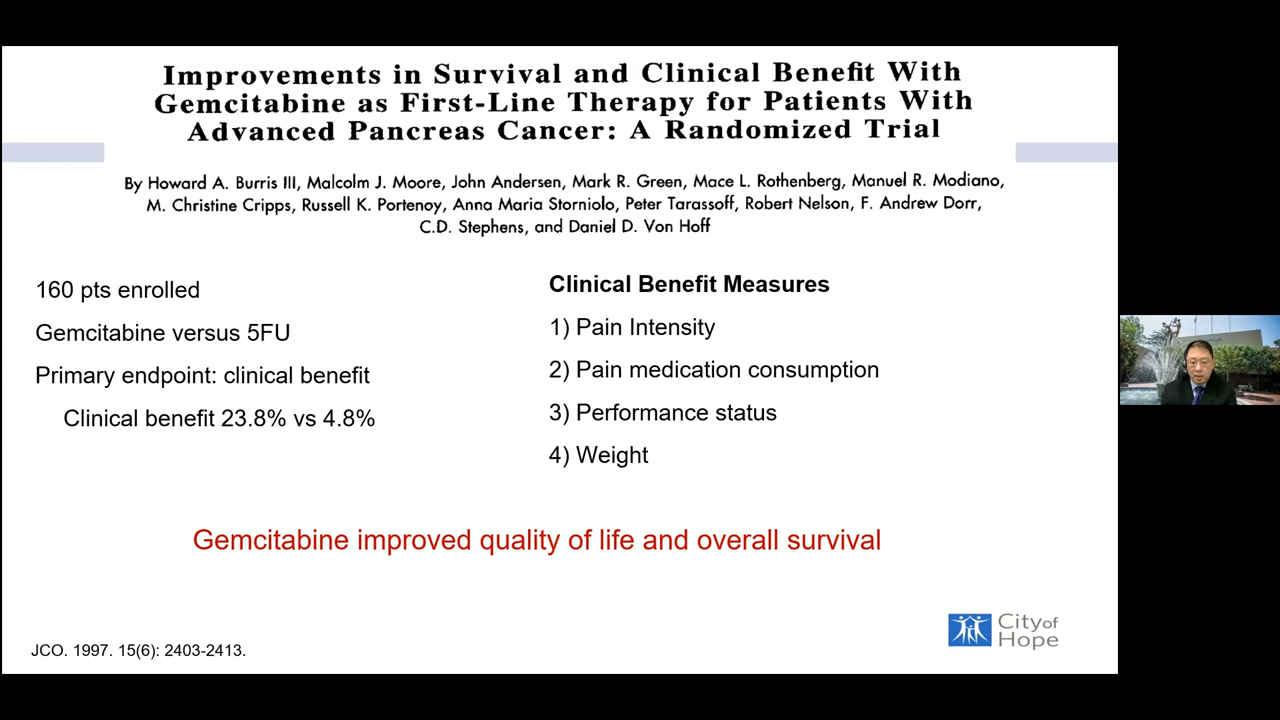 Improvements in Survival and Clinical Benefit With
Gemcitabine as First-Line Therapy for Patients With
Advanced Pancreas Cancer: A Randomized Trial
By Howard A. Burris III, Malcolm J. Moore, John Andersen, Mark R. Green, Mace L. Rothenberg, Manuel R. Modiano,
M. Christine Cripps, Russell K. Portenoy, Anna Maria Storniolo, Peter Tarassoff, Robert Nelson, F. Andrew Dorr,
C.D. Stephens, and Daniel D. Von Hoff
160 pts enrolled
Gemcitabine versus 5FU
Primary endpoint: clinical benefit
Clinical benefit 23.8% vs 4.8%
Clinical Benefit Measures
1) Pain Intensity
2) Pain medication consumption
3) Performance status
4) Weight
Gemcitabine improved quality of life and overall survival
JCO. 1997. 15(6): 2403-2413.
City of
Hope